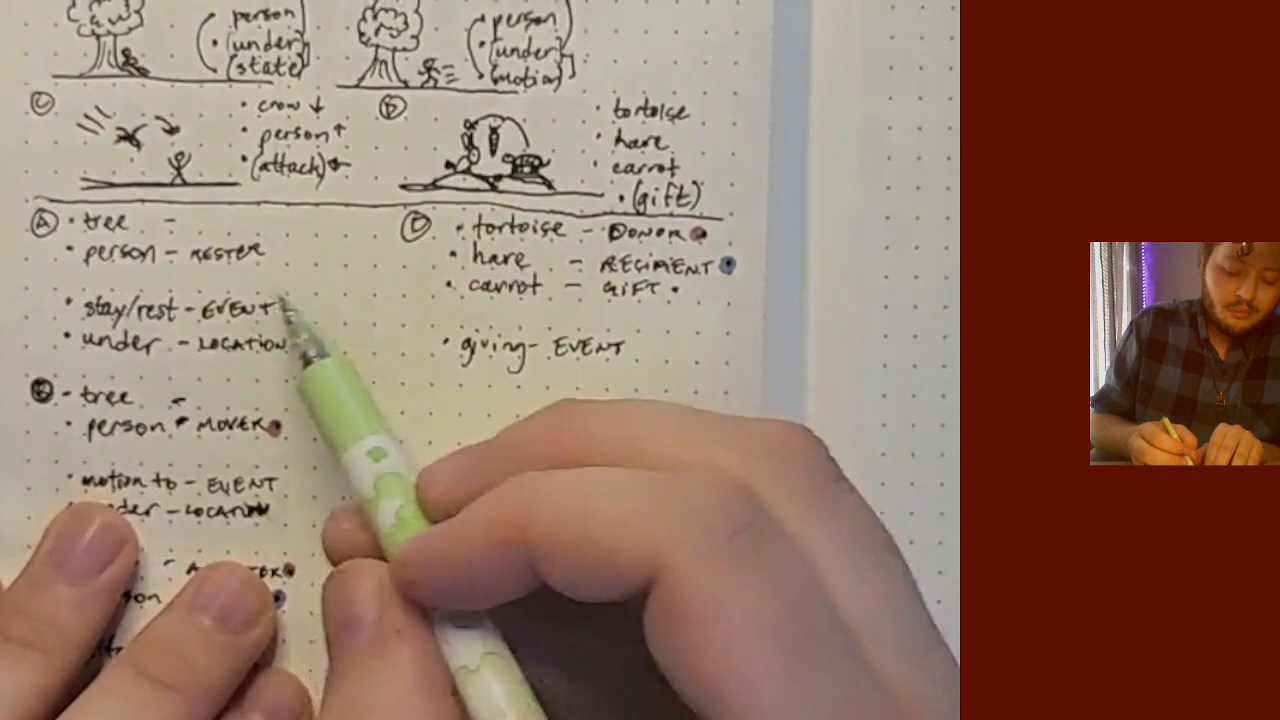 person
• (under)
(state)
person
• (under)
(motion)
C
• crow ↓
• person ↑
• (attack)
D
• tortoise
• hare
• carrot
• (gift)
A • tree -
• person - RESTER
• stay/rest - EVENT
• under - LOCATION
B - tree -
• person - MOVER
• motion to - EVENT
- LOCATION
D • tortoise - DONOR
• hare - RECIPIENT
• carrot - GIFT
• giving - EVENT